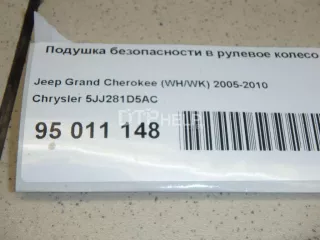 Подушка безопасности в рулевое колесо
Jeep Grand Cherokee (WH/WK) 2005-2010
Chrysler 5JJ281D5AC
95 011 148